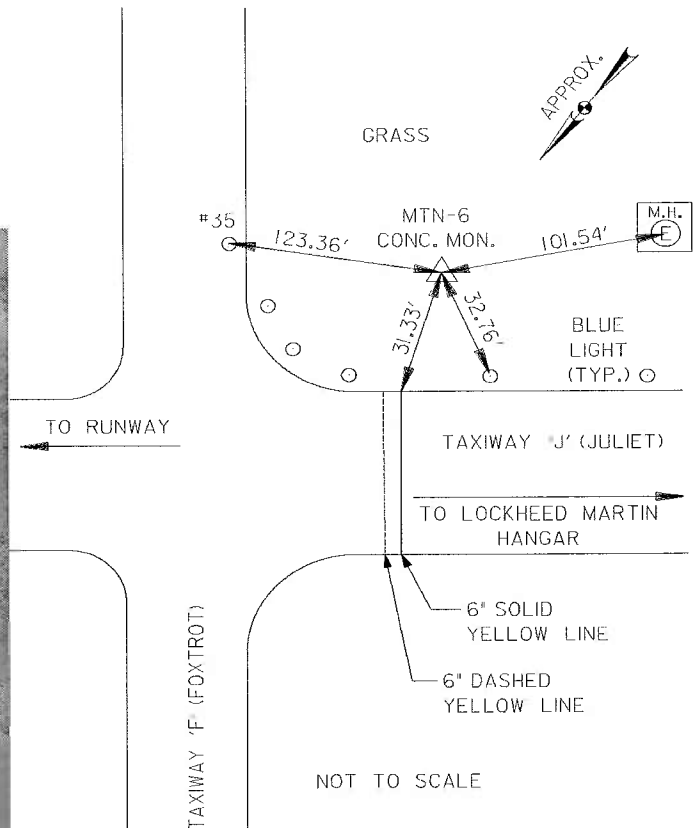 APPROX.
GRASS
#35
123.36'
MTN-6
CONC. MON.
101.54'
M.H.
E
31.33'
32.76'
BLUE
LIGHT
(TYP.)
TO RUNWAY
TAXIWAY 'J' (JULIET)
TO LOCKHEED MARTIN
HANGAR
6" SOLID
YELLOW LINE
6" DASHED
YELLOW LINE
TAXIWAY 'F' (FOXTROT)
NOT TO SCALE